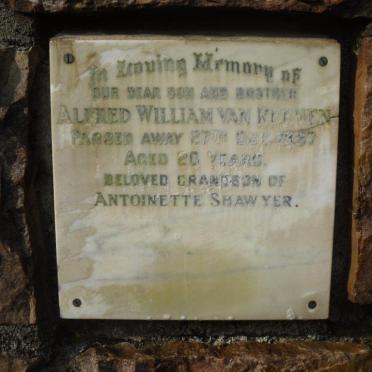 In Loving Memory of
OUR DEAR SON AND BROTHER
ALFRED WILLIAM VAN
PASSED AWAY 27TH
AGED 20 YEARS.
BELOVED GRANDSON OF
ANTOINETTE SHAWYER.